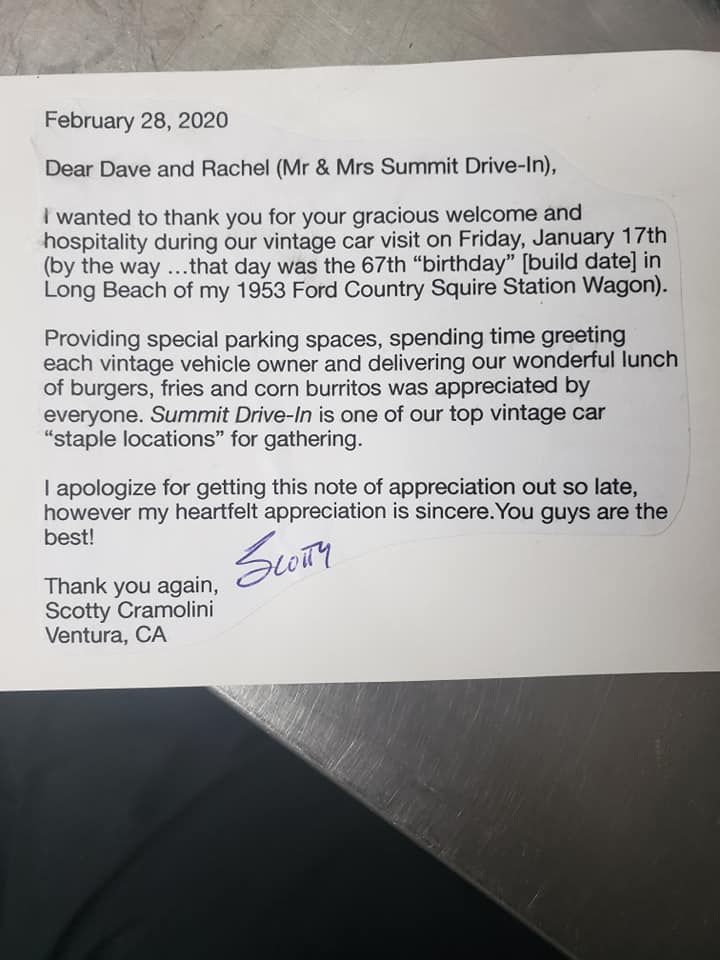 February 28, 2020
Dear Dave and Rachel (Mr & Mrs Summit Drive-In),
I wanted to thank you for your gracious welcome and
hospitality during our vintage car visit on Friday, January 17th
(by the way ...that day was the 67th “birthday” [build date] in
Long Beach of my 1953 Ford Country Squire Station Wagon).
Providing special parking spaces, spending time greeting
each vintage vehicle owner and delivering our wonderful lunch
of burgers, fries and corn burritos was appreciated by
everyone. Summit Drive-In is one of our top vintage car
“staple locations” for gathering.
I apologize for getting this note of appreciation out so late,
however my heartfelt appreciation is sincere.You guys are the
best!
Scotty
Thank you again,
Scotty Cramolini
Ventura, CA